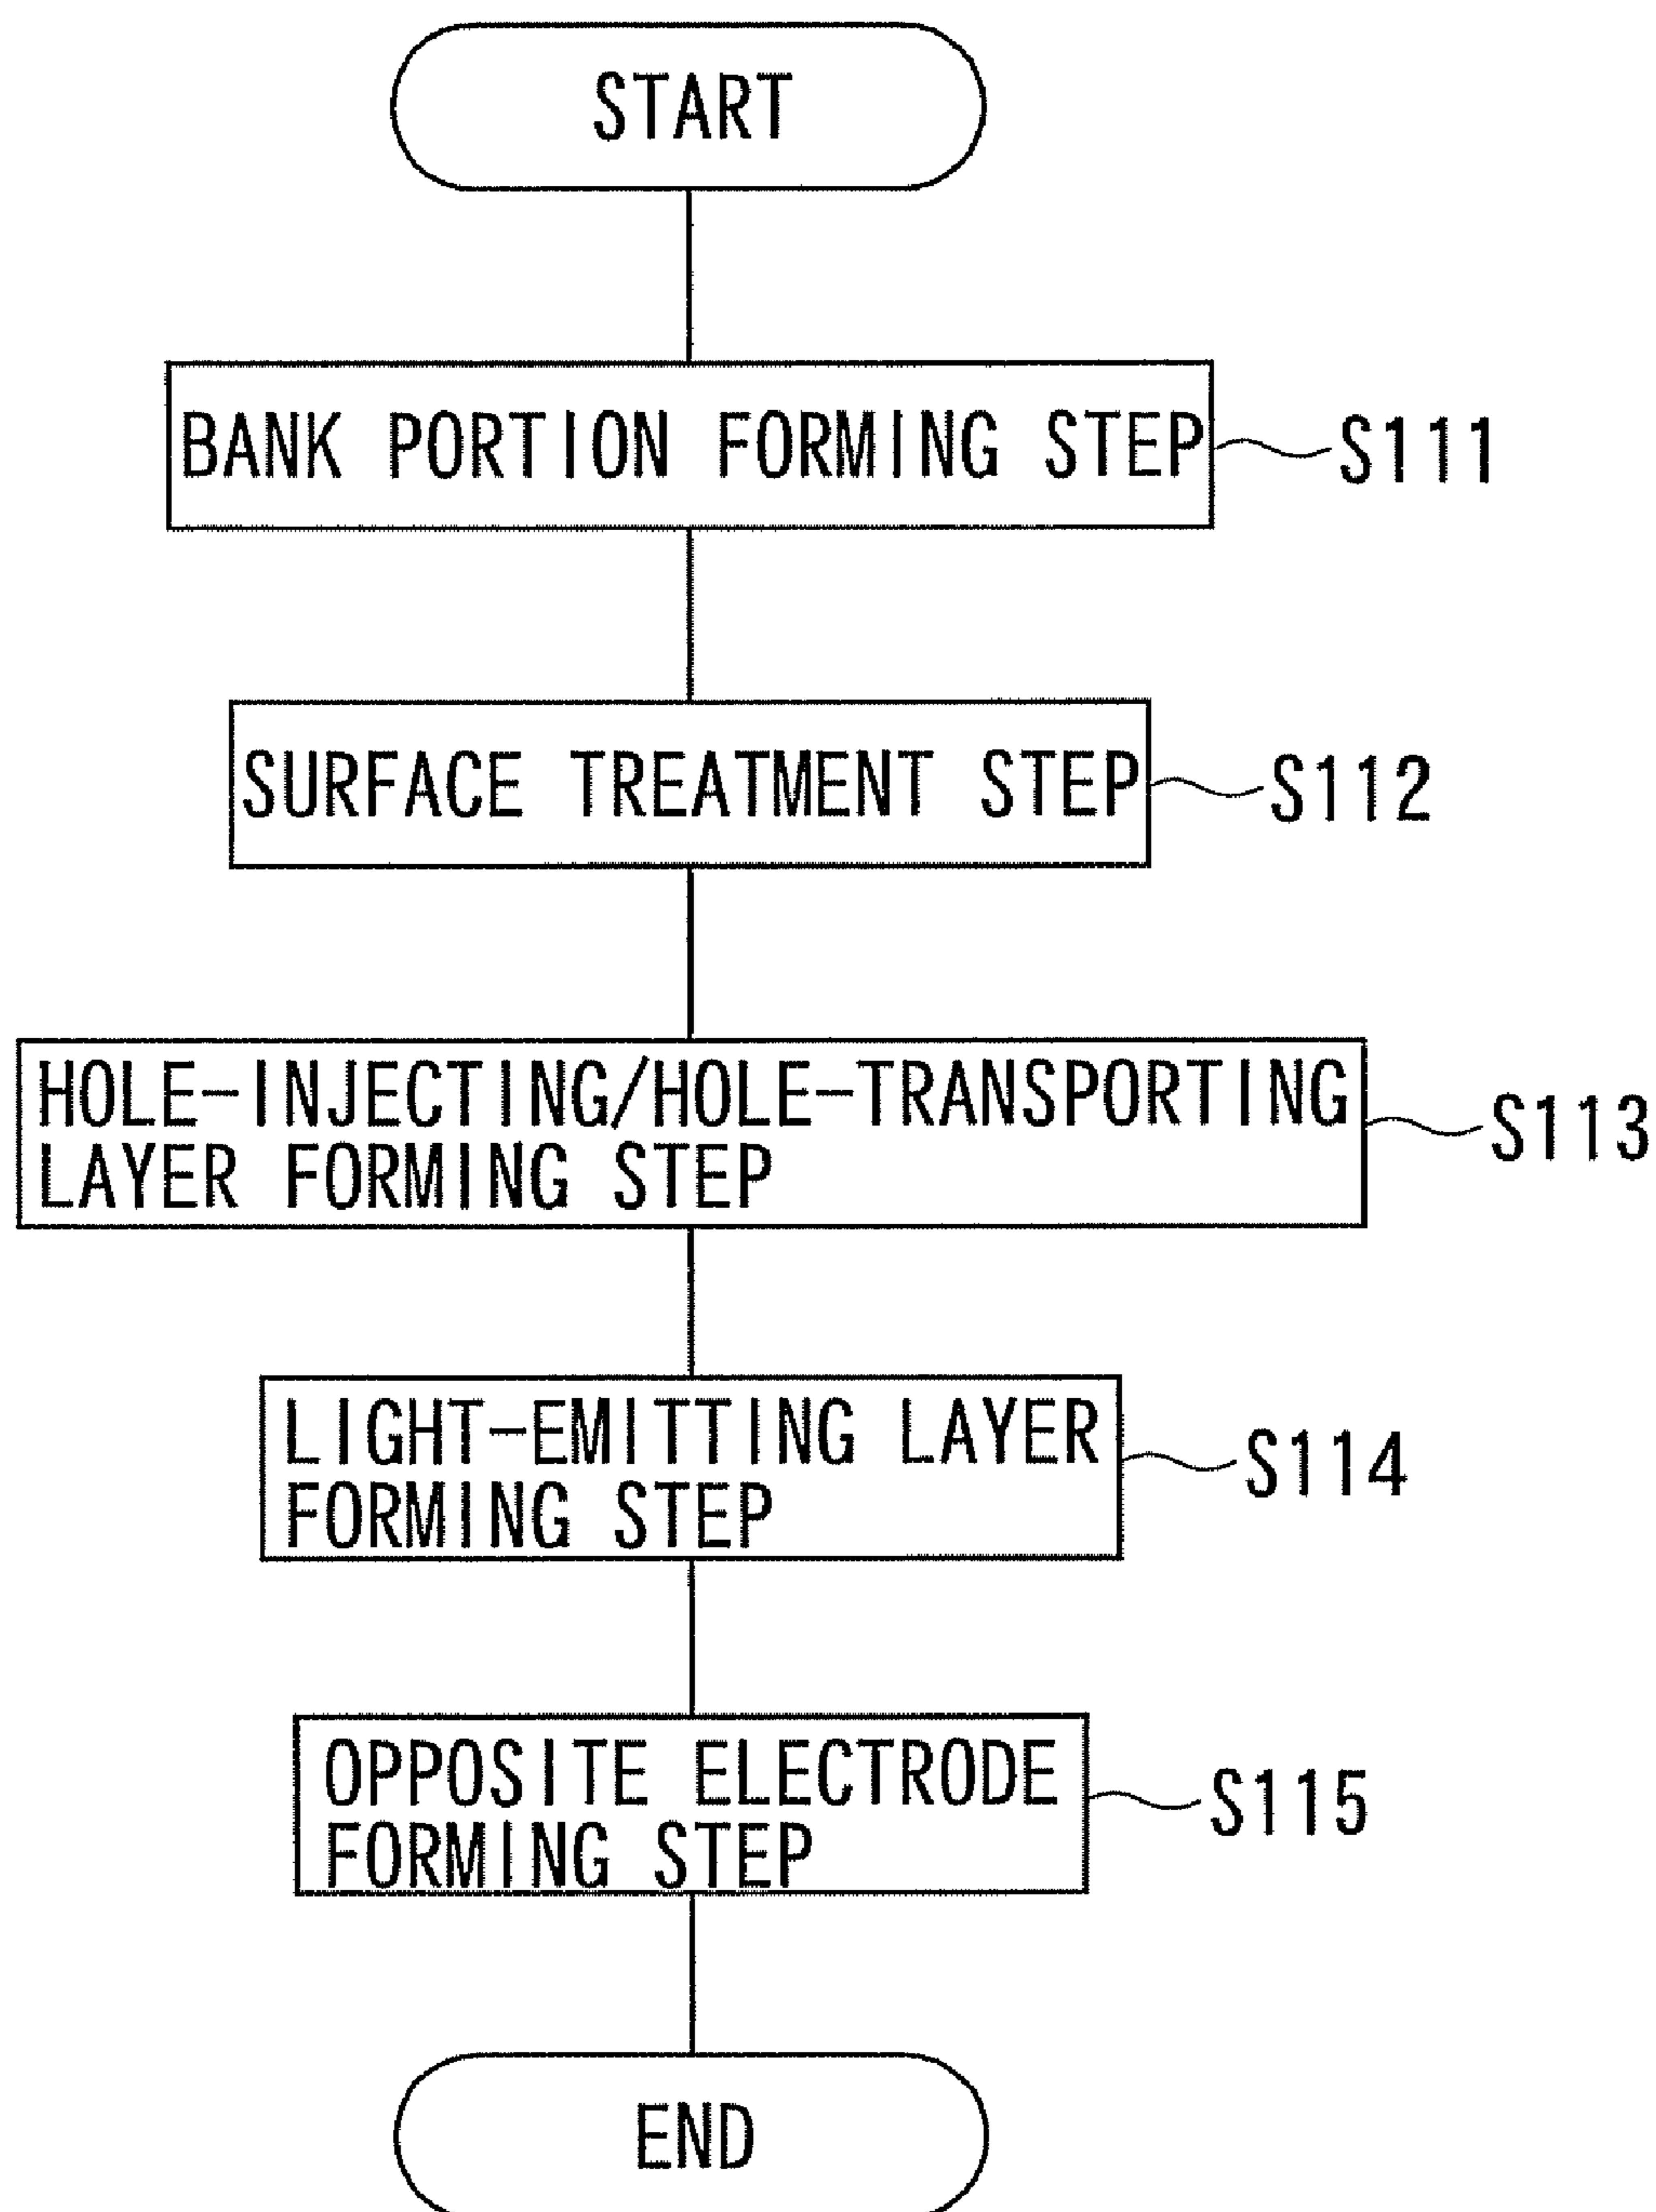 START
BANK PORTION FORMING STEP
S111
SURFACE TREATMENT STEP
S112
HOLE-INJECTING/HOLE-TRANSPORTING
LAYER FORMING STEP
S113
LIGHT-EMITTING LAYER
FORMING STEP
S114
OPPOSITE ELECTRODE
FORMING STEP
S115
END